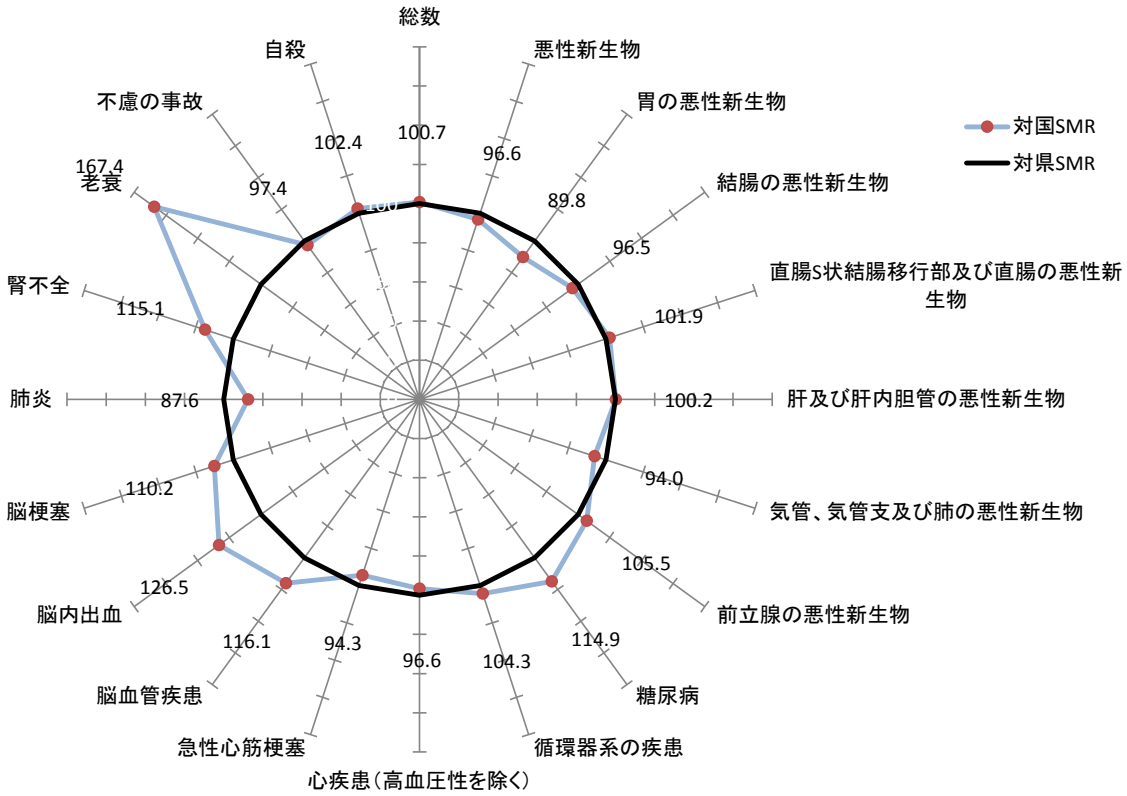 総数
自殺
悪性新生物
不慮の事故
胃の悪性新生物
対国SMR
対県SMR
100.7
102.4
96.6
167.4
老衰
97.4
89.8
結腸の悪性新生物
100
96.5
直腸S状結腸移行部及び直腸の悪性新
生物
腎不全
115.1
101.9
肺炎
87.6
100.2
肝及び肝内胆管の悪性新生物
脳梗塞
110.2
94.0
気管、気管支及び肺の悪性新生物
126.5
脳内出血
105.5
前立腺の悪性新生物
116.1
94.3
96.6
104.3
114.9
脳血管疾患
糖尿病
急性心筋梗塞
循環器系の疾患
心疾患(高血圧性を除く)